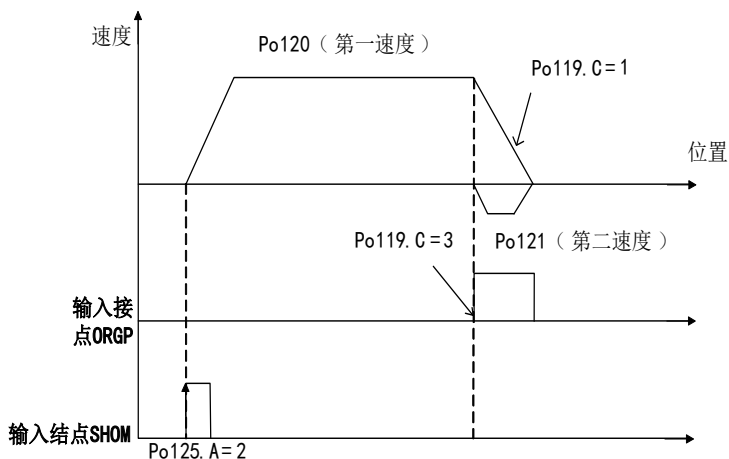 速度
Po120（第一速度）
Po119.C=1
位置
Po119.C=3
Po121（第二速度）
输入接
点ORGP
输入结点SHOM
Po125.A=2